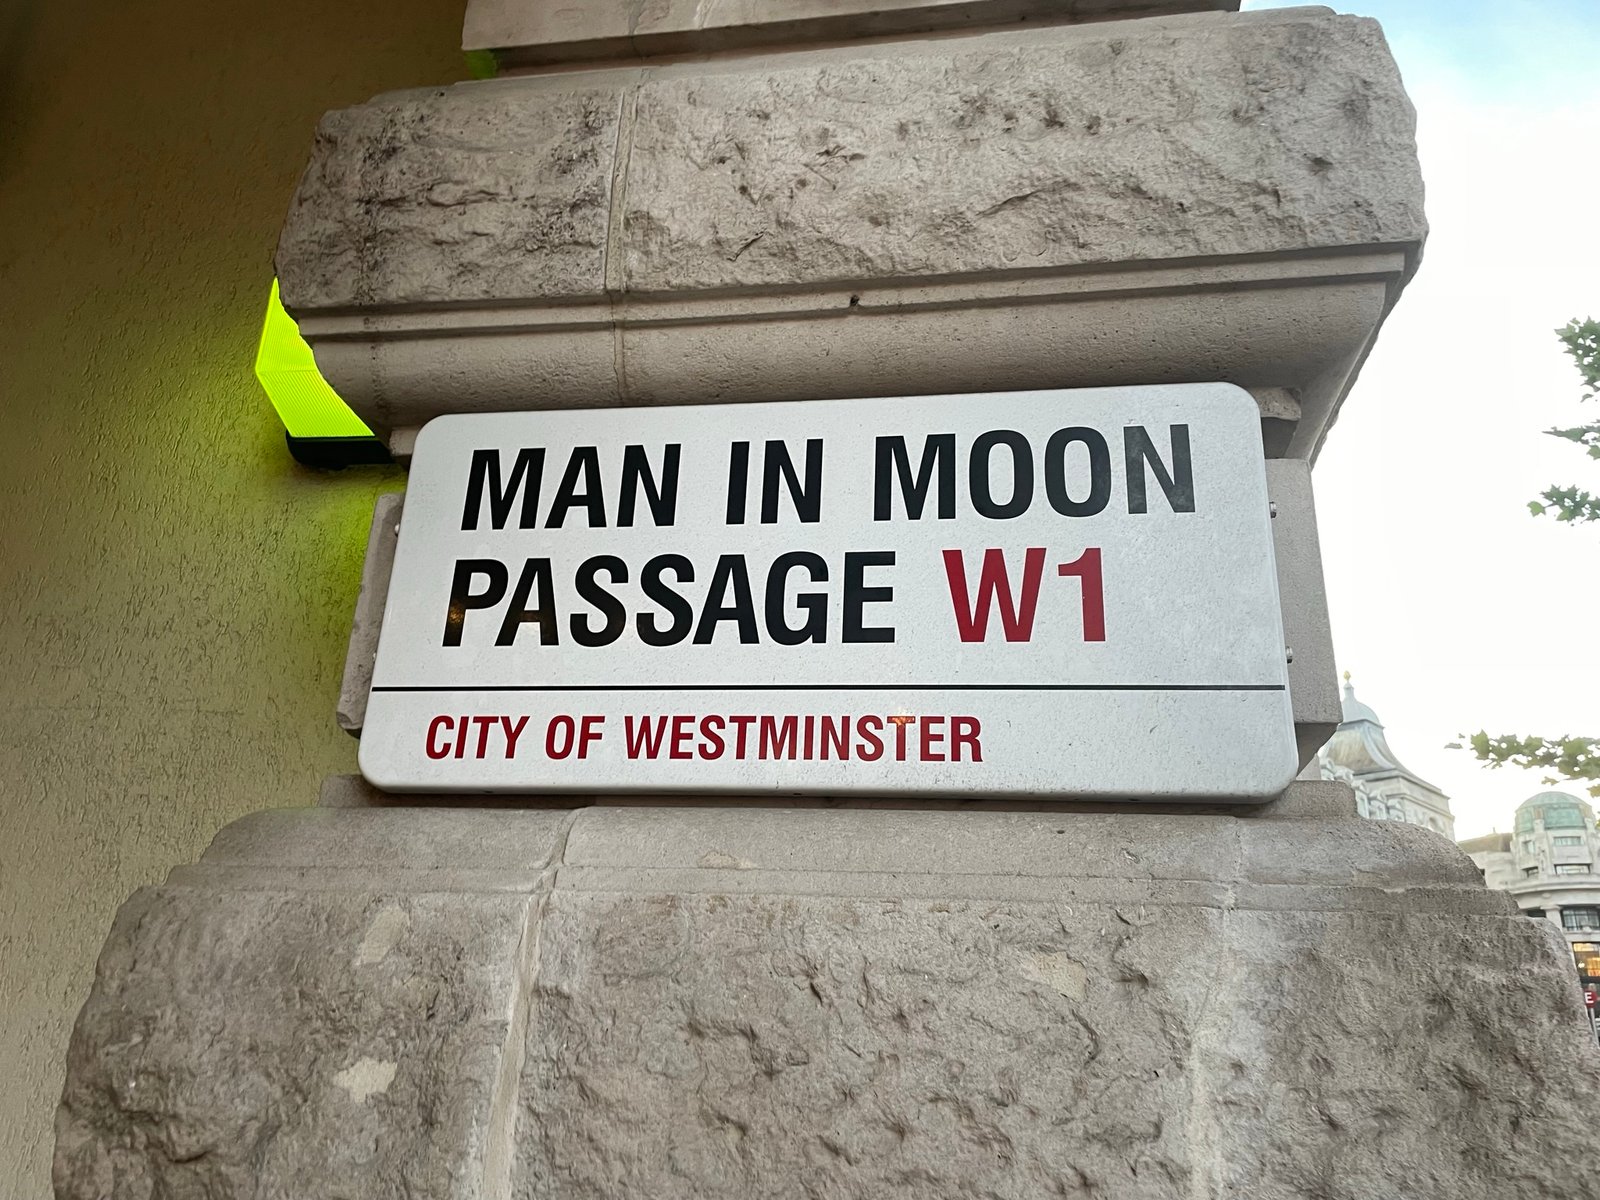 MAN IN MOON
PASSAGE W1
CITY OF WESTMINSTER